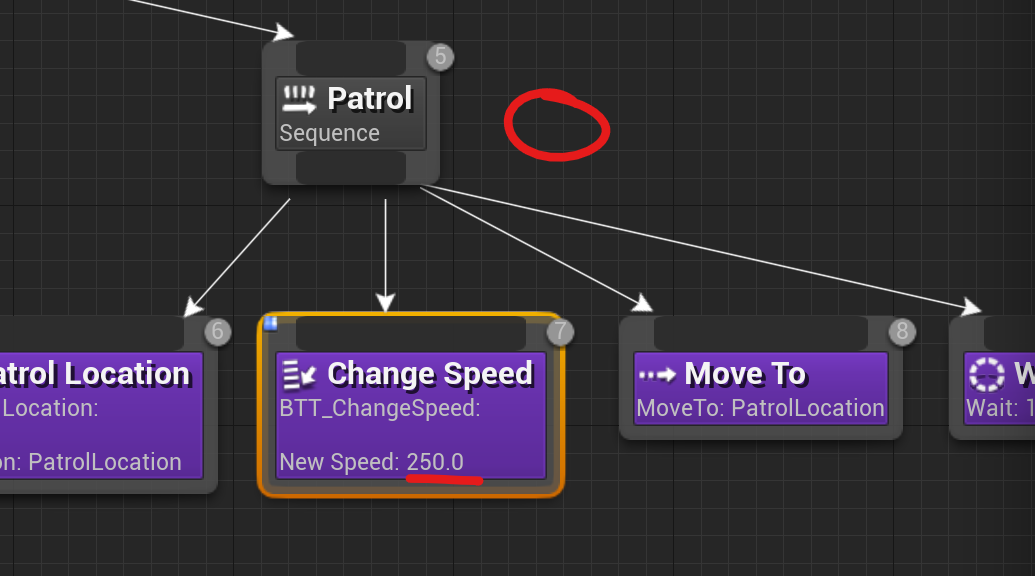 5
Patrol
Sequence
6
atrol Location
Location:
on: PatrolLocation
7
Change Speed
BTT_ChangeSpeed:
New Speed: 250.0
8
Move To
MoveTo: PatrolLocation
W
Wait: 1